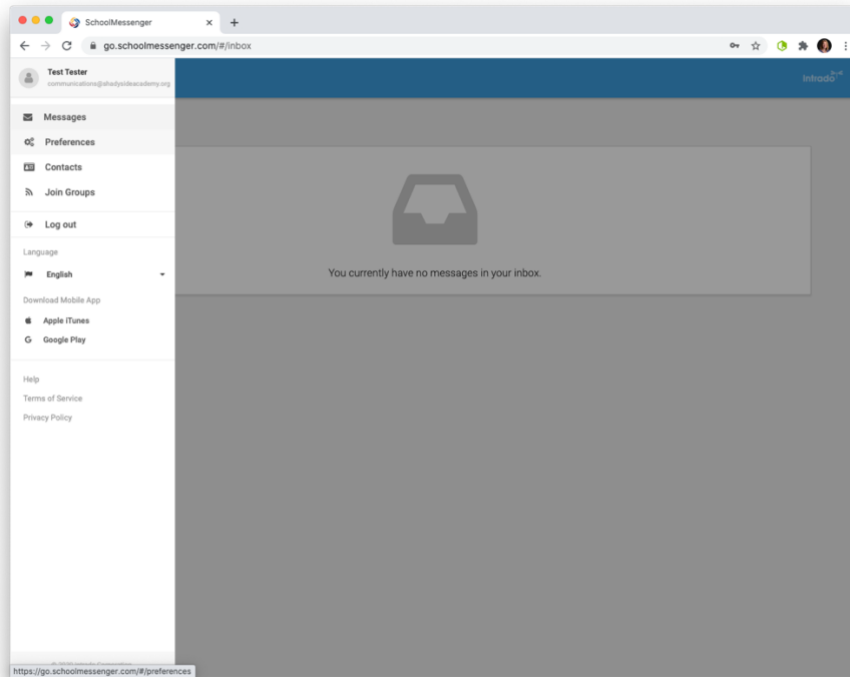 SchoolMessenger
go.schoolmessenger.com/#/inbox
Test Tester
communications@shadysideacademy.org
intrado
Messages
Preferences
Contacts
Join Groups
Log out
Language
English
Download Mobile App
Apple iTunes
Google Play
Help
Terms of Service
Privacy Policy
You currently have no messages in your inbox.
https://go.schoolmessenger.com/#/preferences